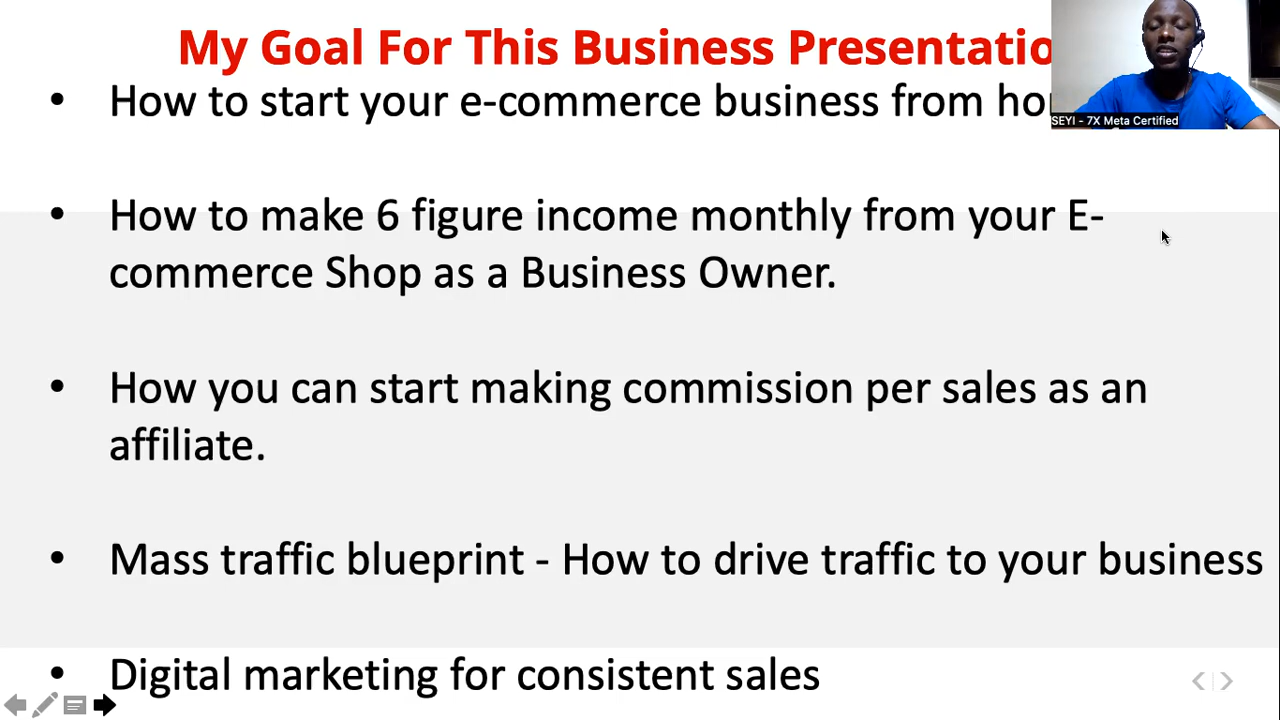 My Goal For This Business Presentatio
• How to start your e-commerce business from ho
SEYI - 7X Meta Certified
• How to make 6 figure income monthly from your E-
commerce Shop as a Business Owner.
• How you can start making commission per sales as an
affiliate.
• Mass traffic blueprint - How to drive traffic to your business
• Digital marketing for consistent sales